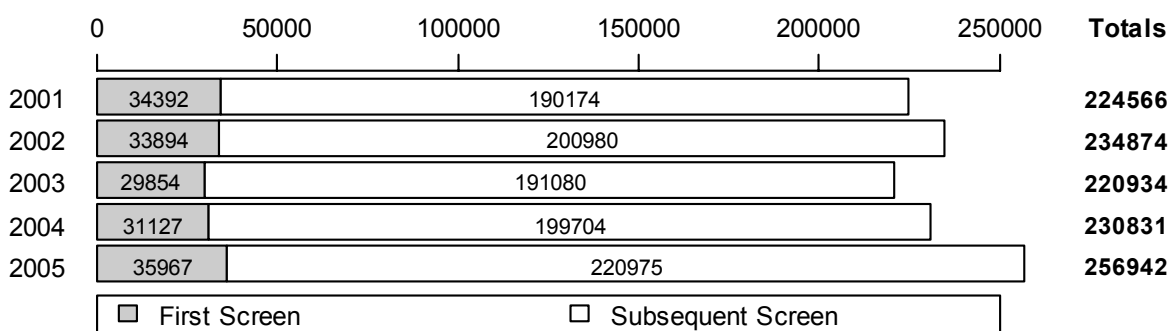 0 50000 100000 150000 200000 250000 Totals
2001 34392 190174 224566
2002 33894 200980 234874
2003 29854 191080 220934
2004 31127 199704 230831
2005 35967 220975 256942
First Screen Subsequent Screen